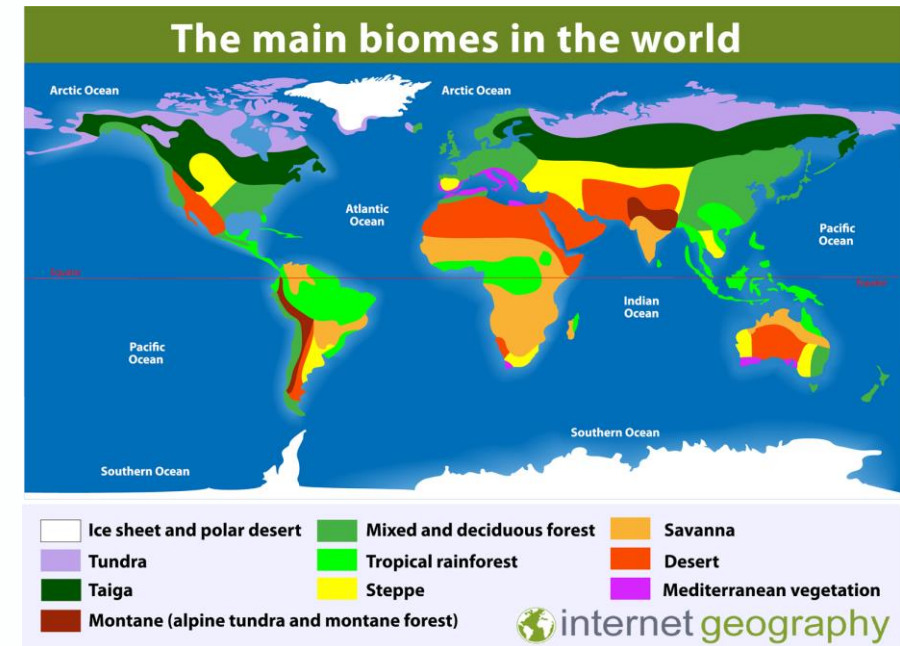 The main biomes in the world
Arctic Ocean
Arctic Ocean
Atlantic
Ocean
Pacific
Ocean
Indian
Ocean
Pacific
Ocean
Southern Ocean
Southern Ocean
Ice sheet and polar desert
Mixed and deciduous forest
Savanna
Tundra
Tropical rainforest
Desert
Taiga
Steppe
Mediterranean vegetation
Montane (alpine tundra and montane forest)
internet geography